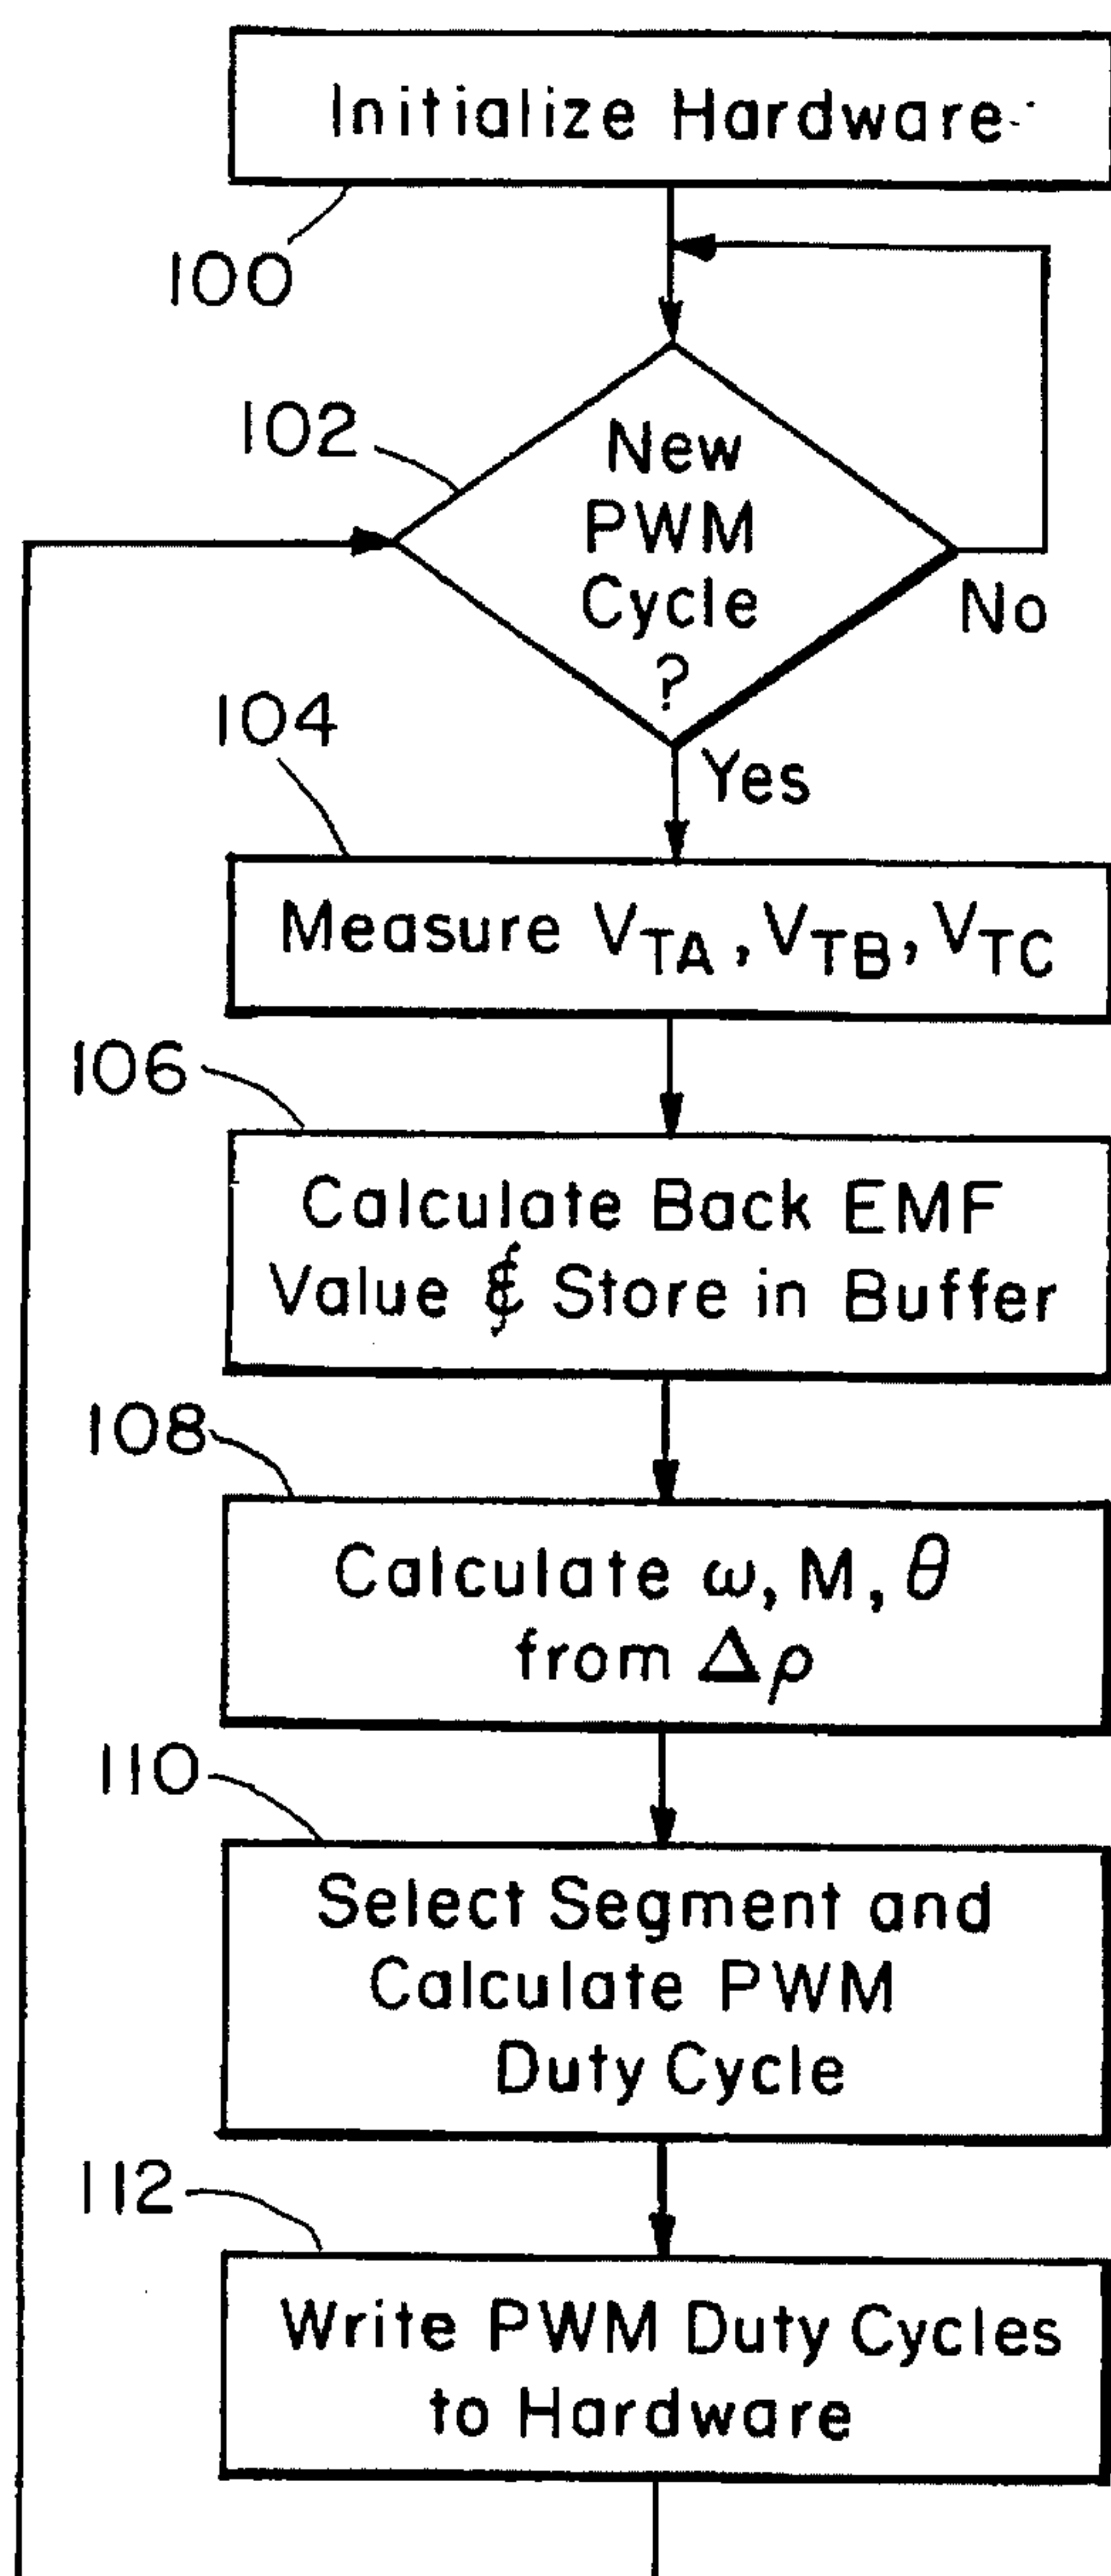 Initialize Hardware
100
102
New
PWM
Cycle
?
No
104
Yes
Measure V_TA, V_TB, V_TC
106
Calculate Back EMF
Value & Store in Buffer
108
Calculate ω, M, θ
from Δρ
110
Select Segment and
Calculate PWM
Duty Cycle
112
Write PWM Duty Cycles
to Hardware